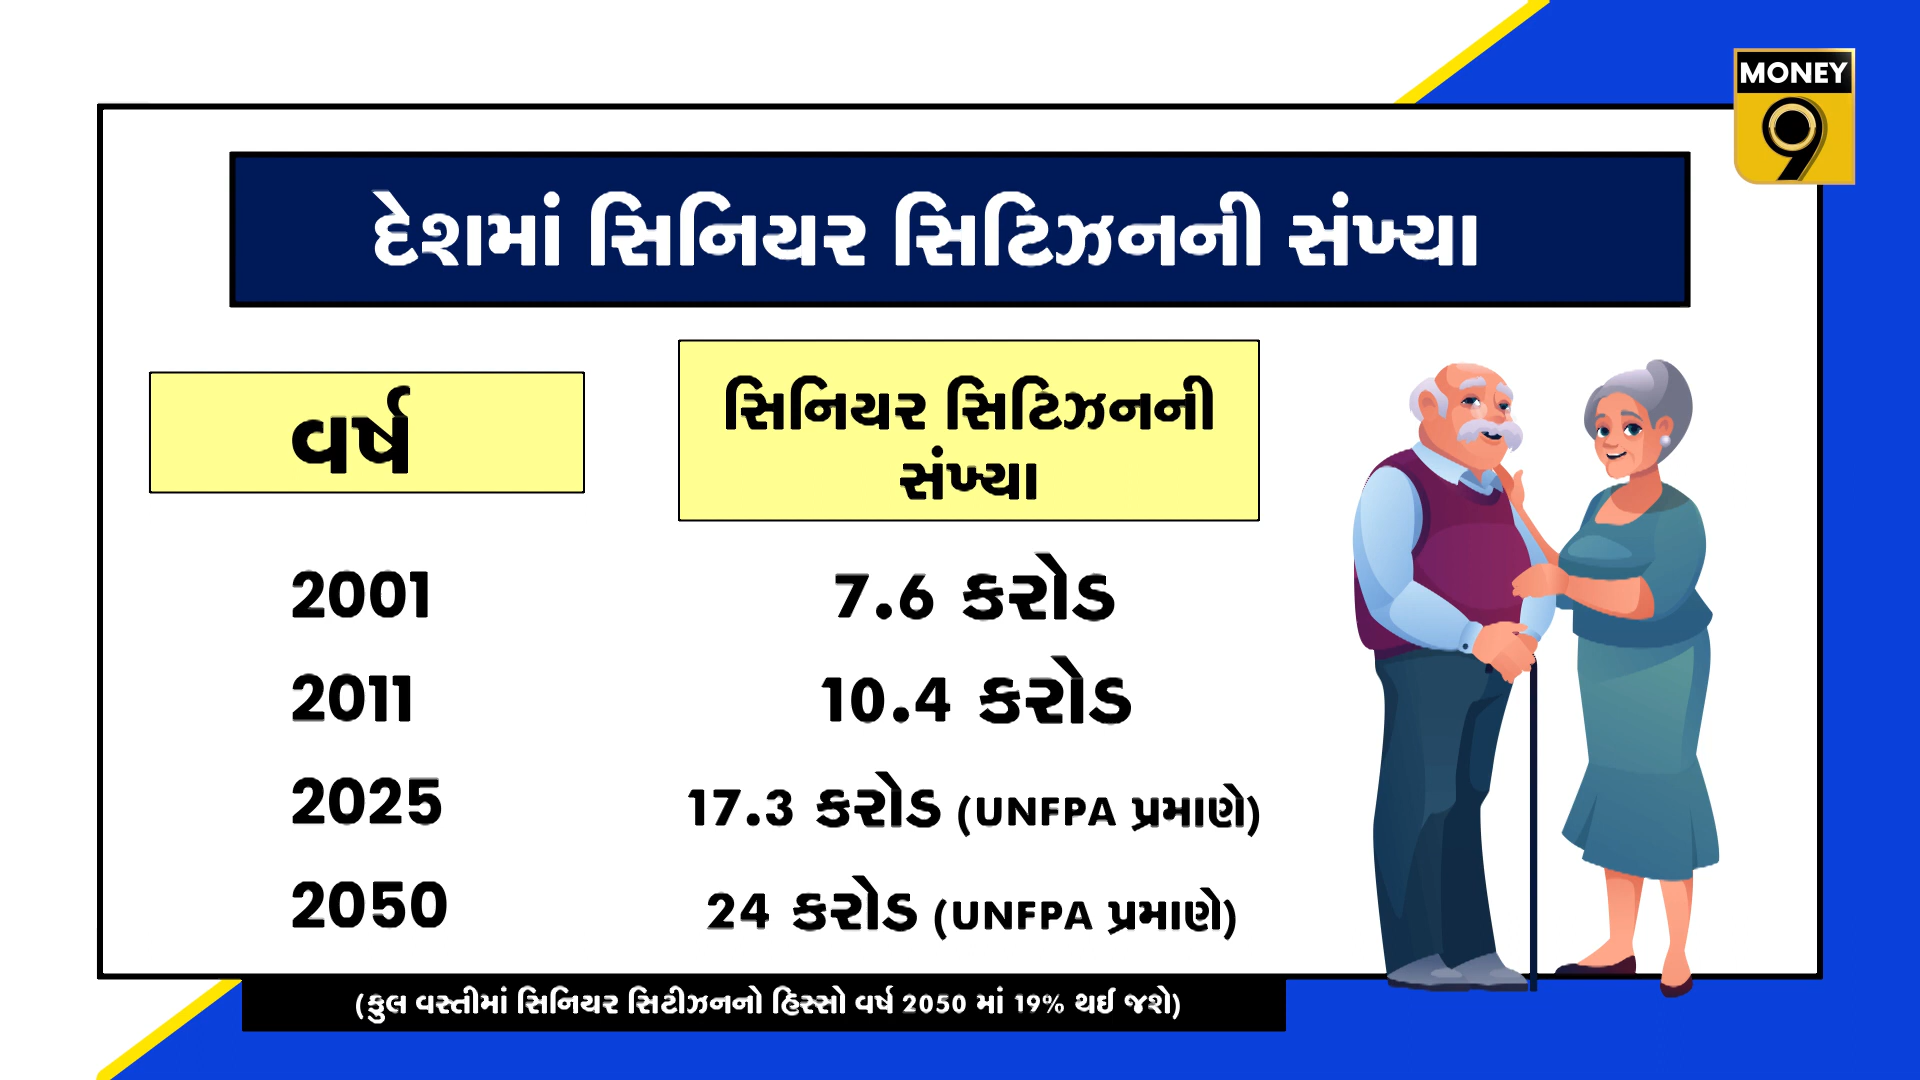 MONEY
9
દેશમાં સિનિયર સિટિઝનની સંખ્યા
વર્ષ
સિનિયર સિટિઝનની
સંખ્યા
2001 7.6 કરોડ
2011 10.4 કરોડ
2025 17.3 કરોડ (UNFPA પ્રમાણે)
2050 24 કરોડ (UNFPA પ્રમાણે)
(કુલ વસ્તીમાં સિનિયર સિટીઝનનો હિસ્સો વર્ષ 2050 માં 19% થઈ જશે)